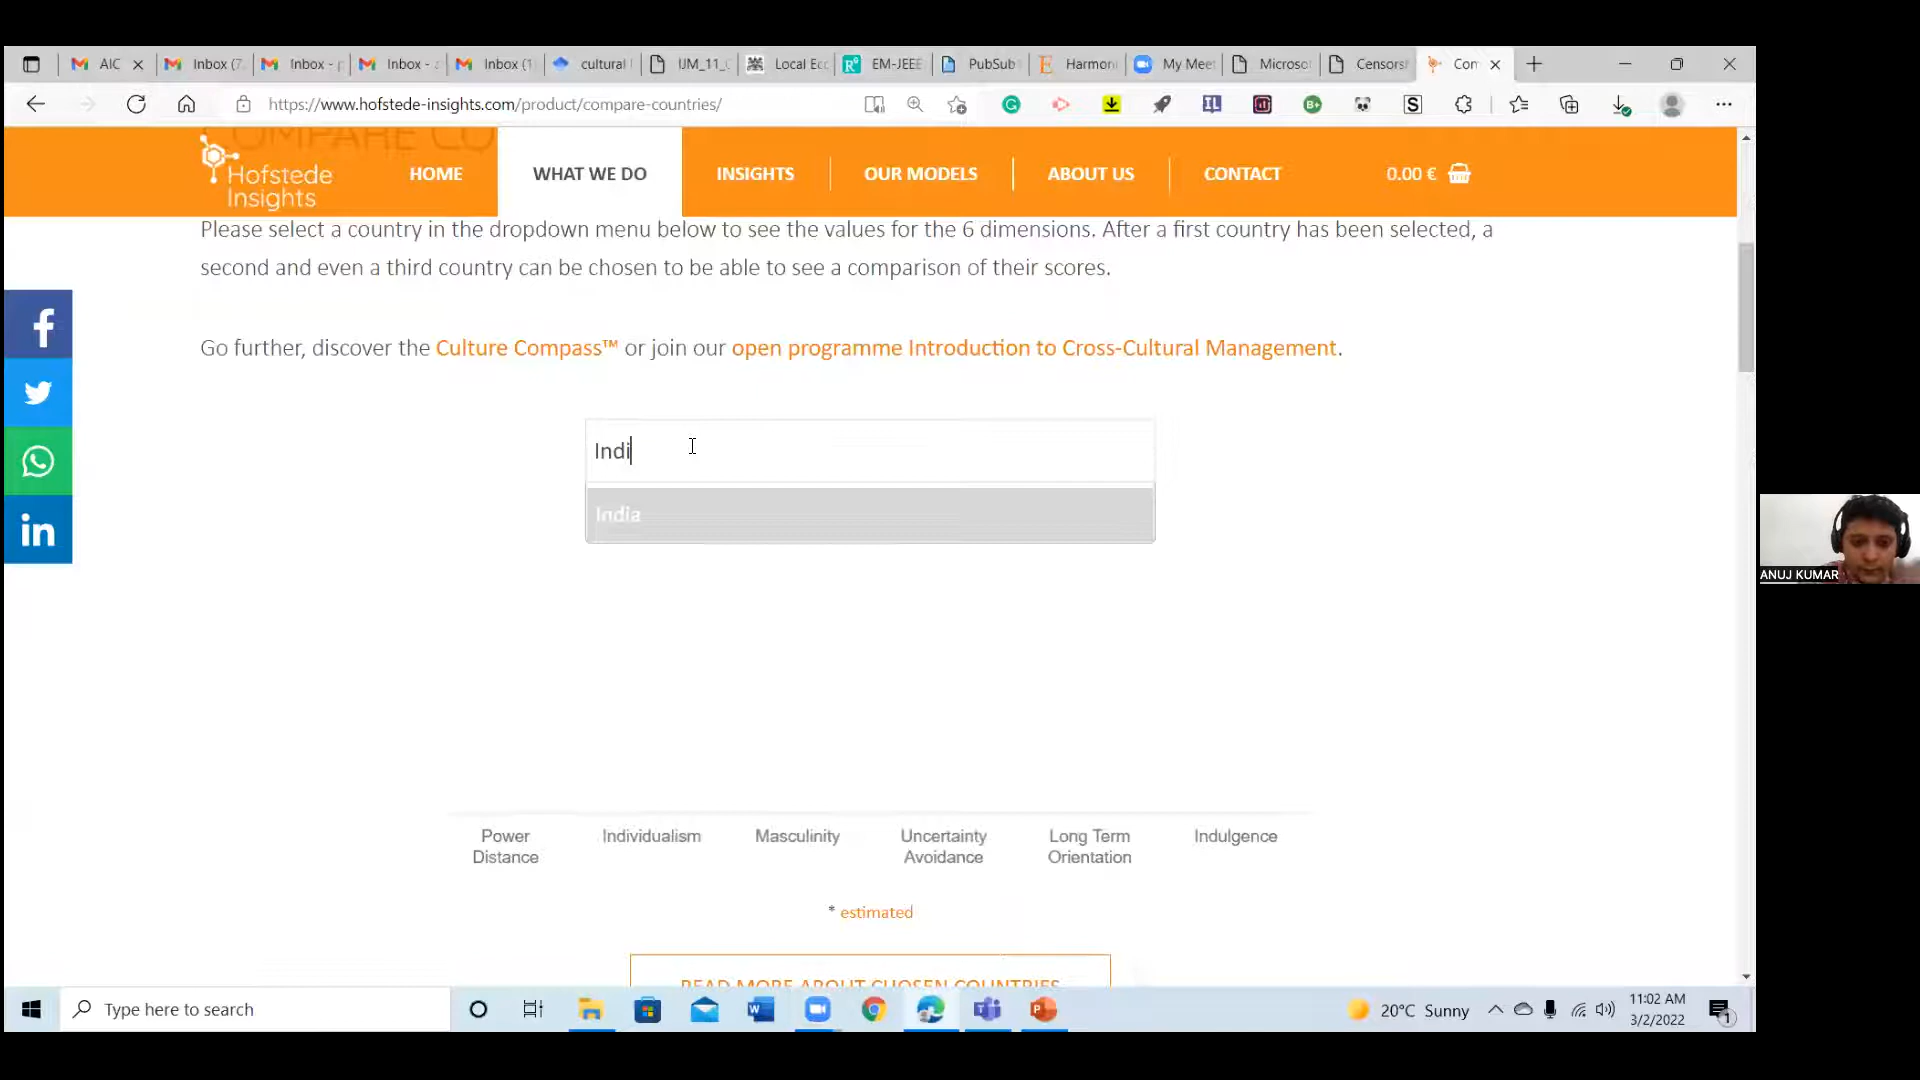 AIC
Inbox (7
Inbox - p
Inbox -
Inbox (1
cultural
IJM_11_
Local Ec
EM-JEEE
PubSub
Harmon
My Meet
Microso
Censors
Com
https://www.hofstede-insights.com/product/compare-countries/
COMPARE CO
Hofstede
Insights
HOME
WHAT WE DO
INSIGHTS
OUR MODELS
ABOUT US
CONTACT
0.00 €
Please select a country in the dropdown menu below to see the values for the 6 dimensions. After a first country has been selected, a
second and even a third country can be chosen to be able to see a comparison of their scores.
Go further, discover the Culture Compass™ or join our open programme Introduction to Cross-Cultural Management.
Indi
India
ANUJ KUMAR
Power
Distance
Individualism
Masculinity
Uncertainty
Avoidance
Long Term
Orientation
Indulgence
* estimated
READ MORE ABOUT CHOSEN COUNTRIES
Type here to search
20°C Sunny
11:02 AM
3/2/2022
1